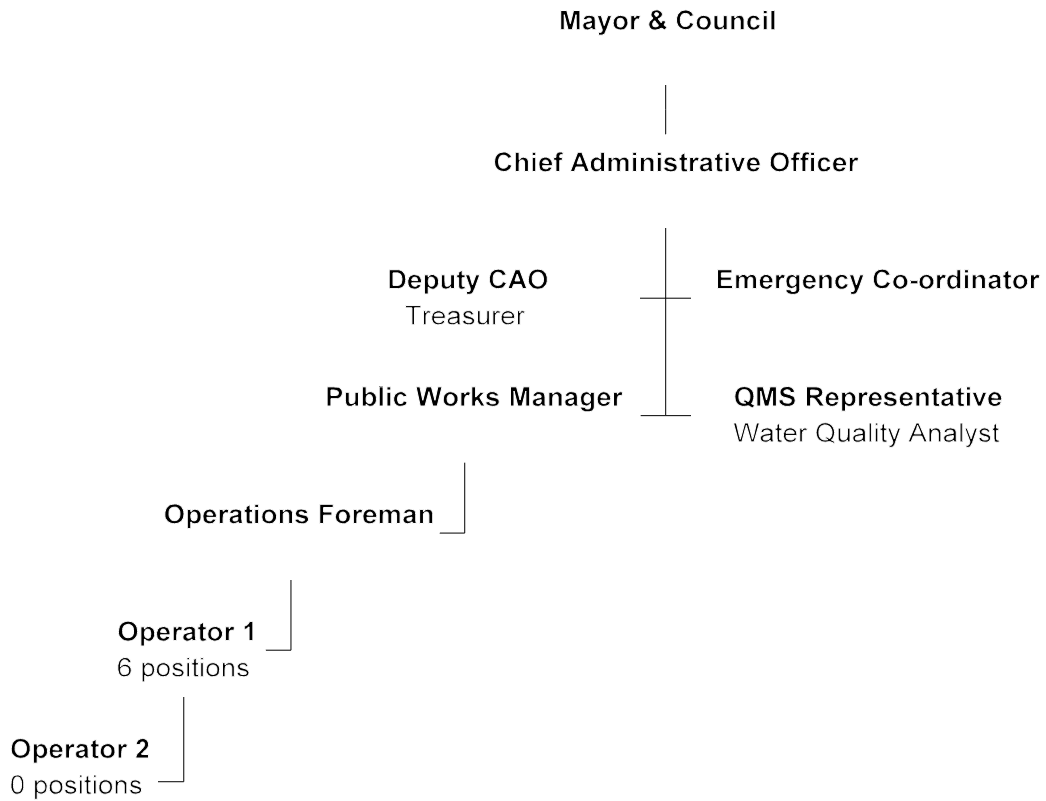 Mayor & Council
Chief Administrative Officer
Deputy CAO
Treasurer
Emergency Co-ordinator
Public Works Manager
QMS Representative
Water Quality Analyst
Operations Foreman
Operator 1
6 positions
Operator 2
0 positions